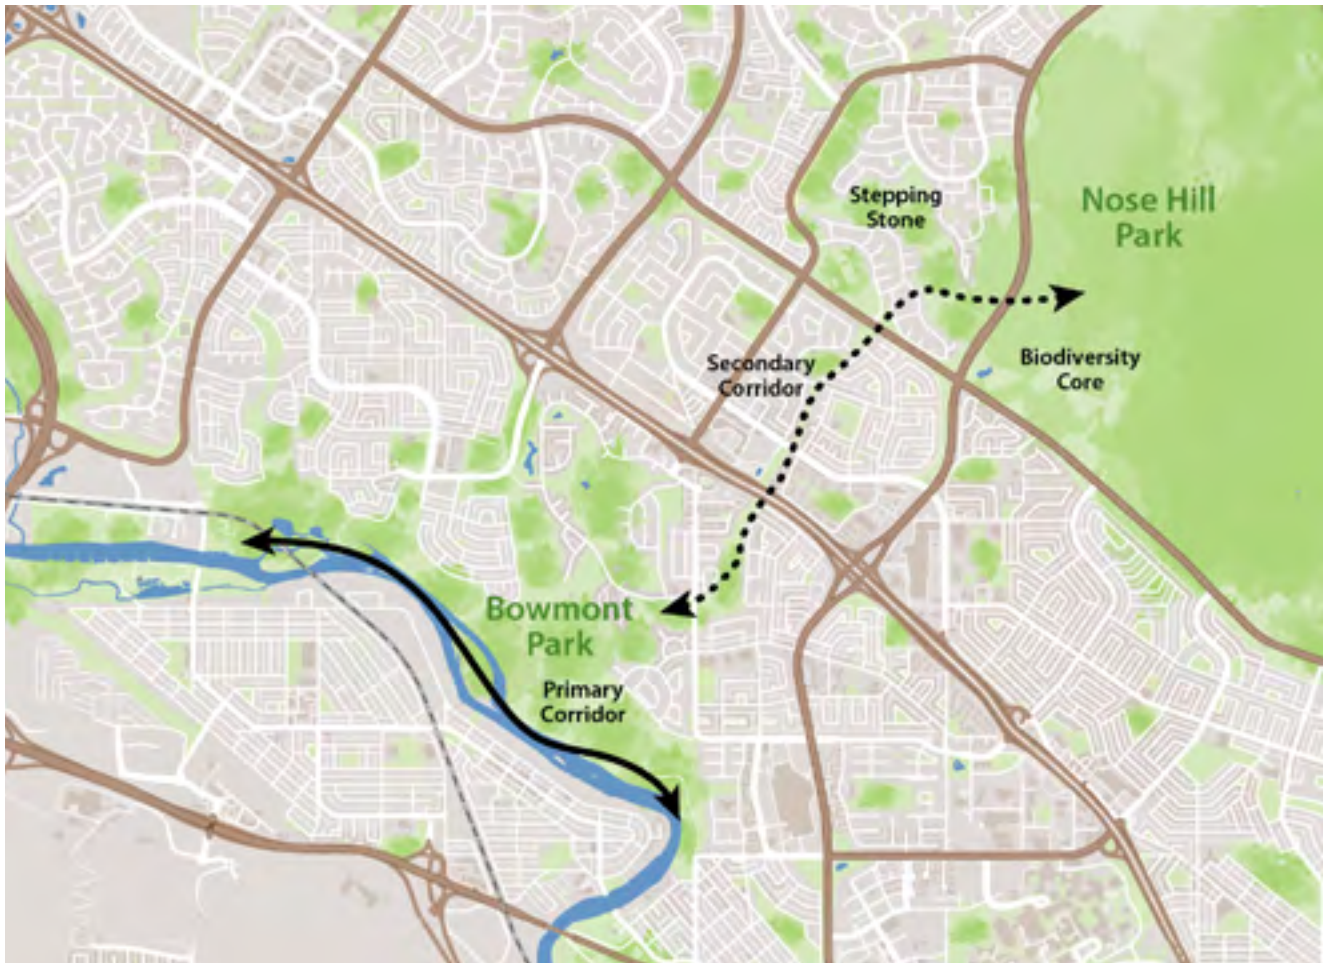 Stepping
Stone
Nose Hill
Park
Secondary
Corridor
Biodiversity
Core
Bowmont
Park
Primary
Corridor